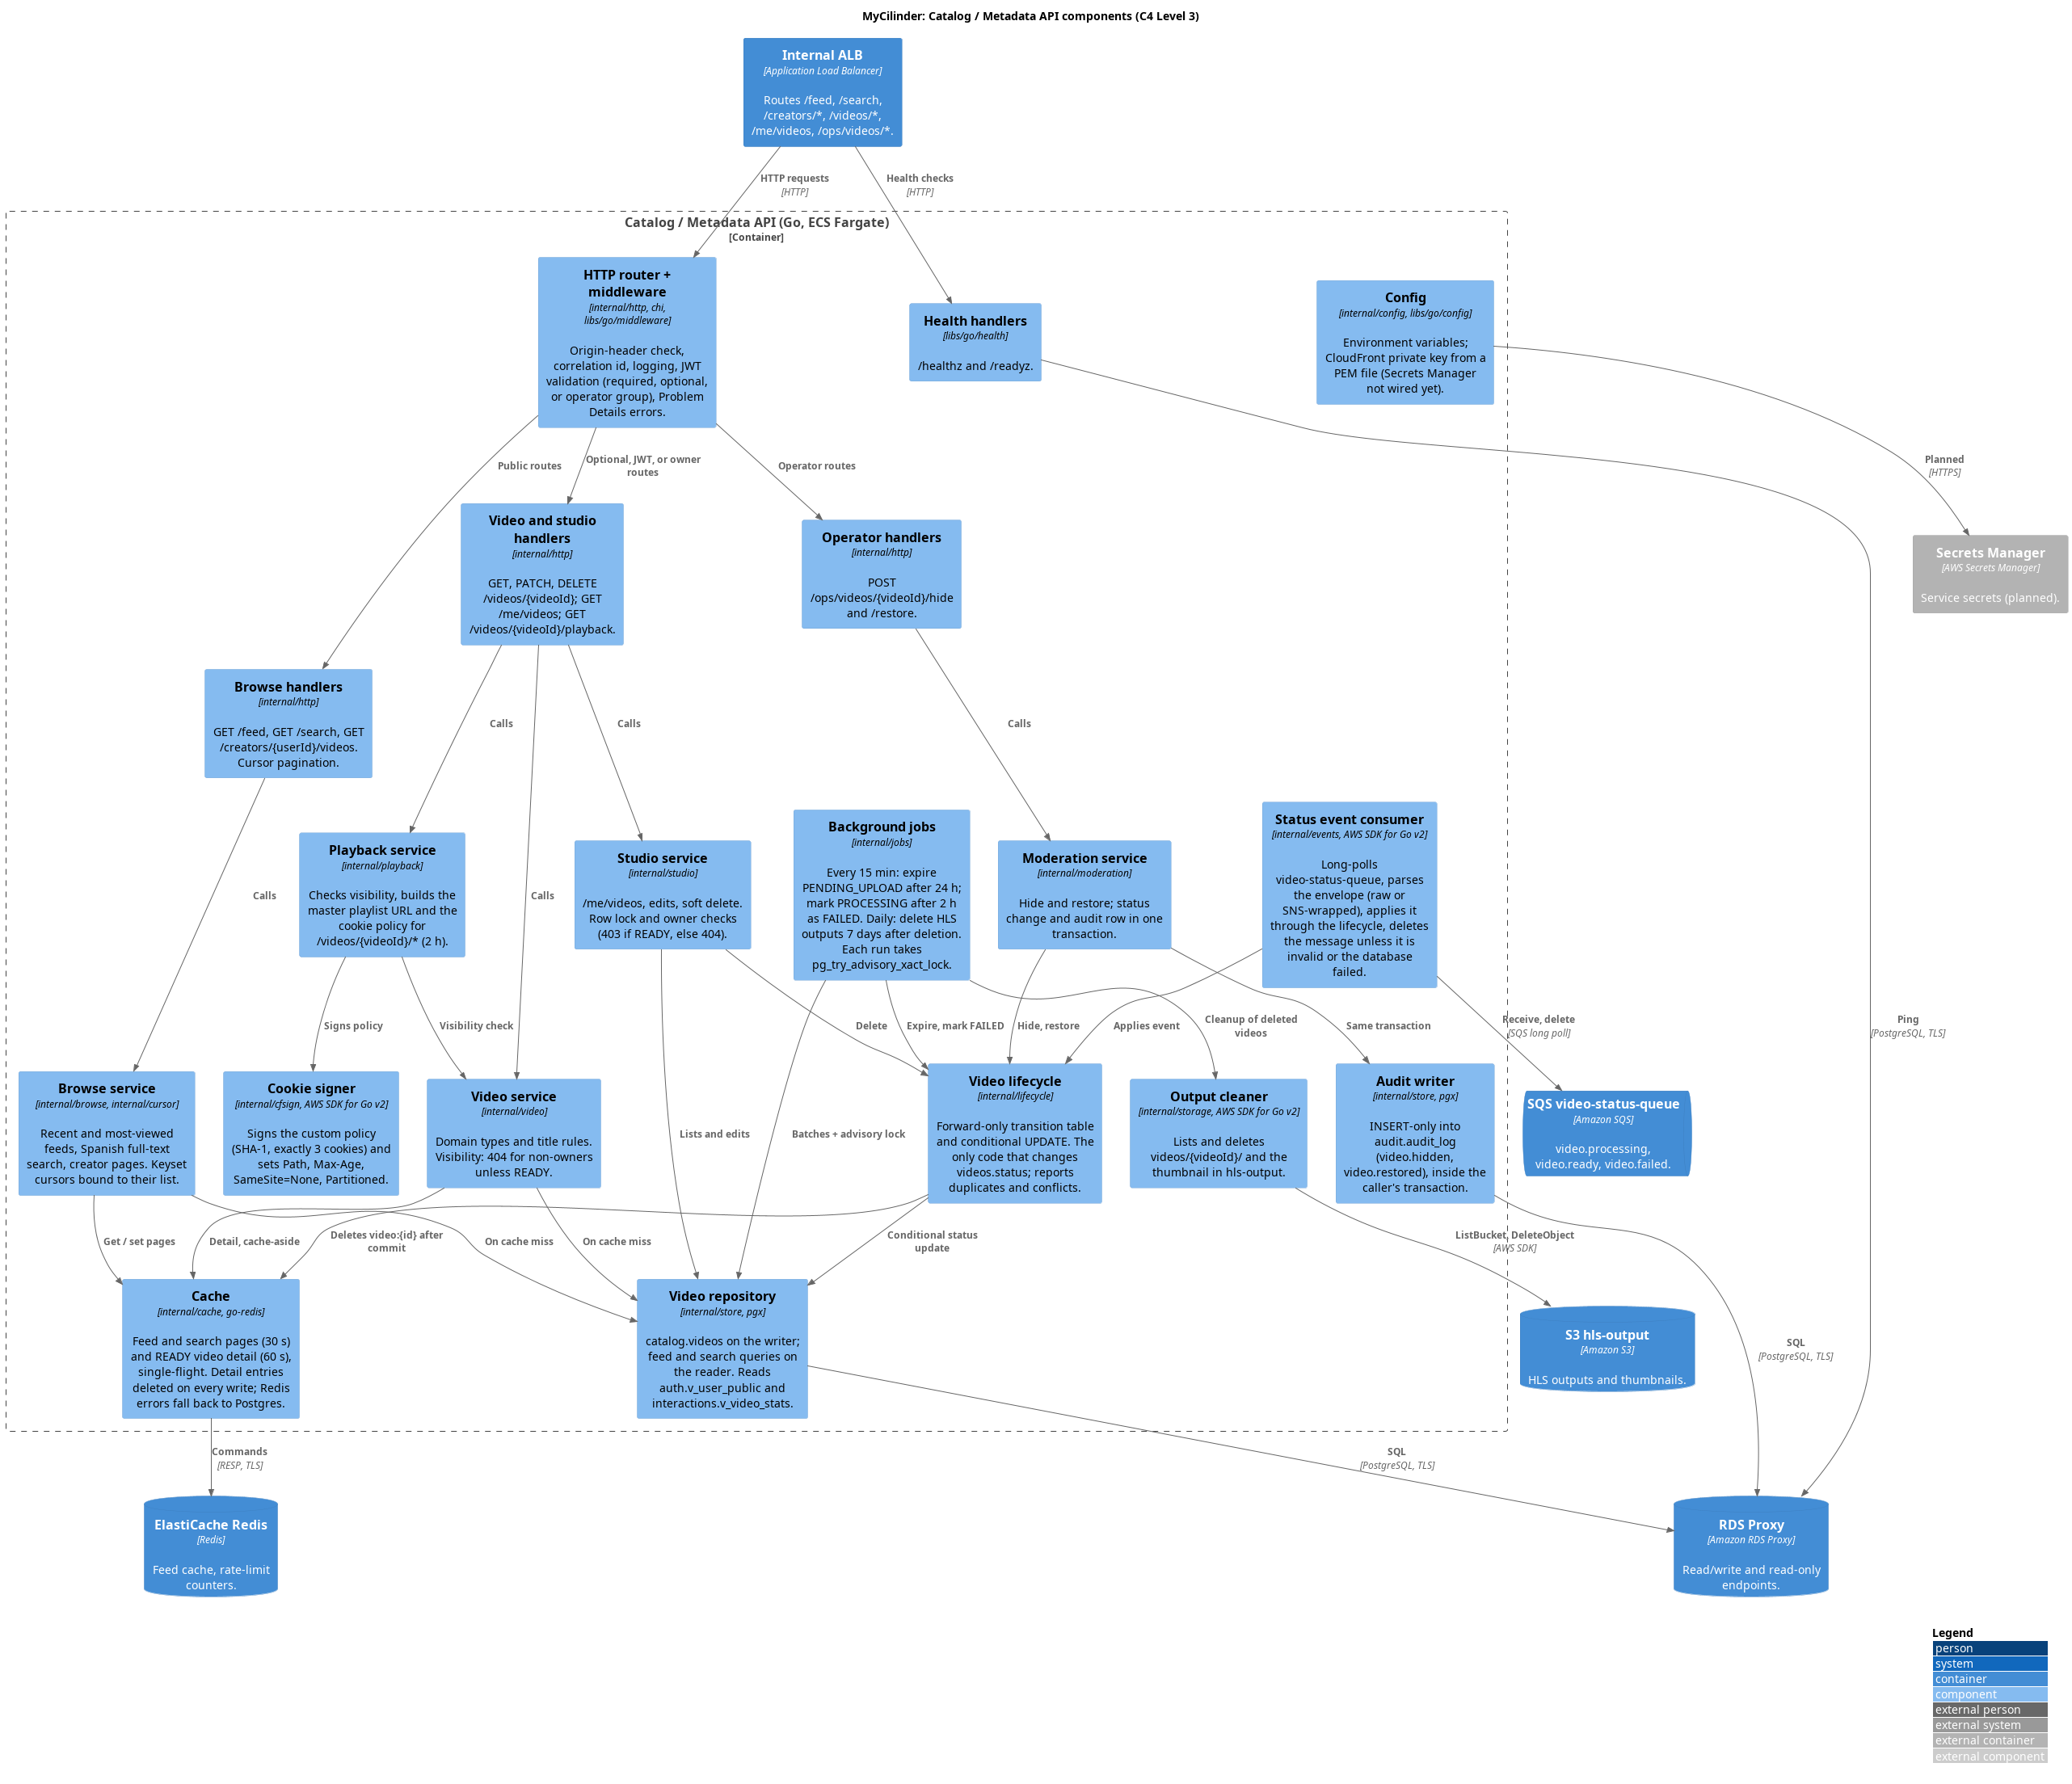 MyCilinder: Catalog / Metadata API components (C4 Level 3)
Internal ALB
[Application Load Balancer]
Routes /feed, /search,
/creators/*, /videos/*,
/me/videos, /ops/videos/*.
HTTP requests
[HTTP]
Health checks
[HTTP]
Catalog / Metadata API (Go, ECS Fargate)
[Container]
HTTP router +
middleware
[internal/http, chi,
libs/go/middleware]
Origin-header check,
correlation id, logging, JWT
validation (required, optional,
or operator group), Problem
Details errors.
Health handlers
[libs/go/health]
/healthz and /readyz.
Config
[internal/config, libs/go/config]
Environment variables;
CloudFront private key from a
PEM file (Secrets Manager
not wired yet).
Public routes
Optional, JWT, or owner
routes
Operator routes
Planned
[HTTPS]
Video and studio
handlers
[internal/http]
GET, PATCH, DELETE
/videos/{videoId}; GET
/me/videos; GET
/videos/{videoId}/playback.
Operator handlers
[internal/http]
POST
/ops/videos/{videoId}/hide
and /restore.
Secrets Manager
[AWS Secrets Manager]
Service secrets (planned).
Browse handlers
[internal/http]
GET /feed, GET /search, GET
/creators/{userId}/videos.
Cursor pagination.
Calls
Calls
Calls
Calls
Calls
Playback service
[internal/playback]
Checks visibility, builds the
master playlist URL and the
cookie policy for
/videos/{videoId}/* (2 h).
Studio service
[internal/studio]
/me/videos, edits, soft delete.
Row lock and owner checks
(403 if READY, else 404).
Background jobs
[internal/jobs]
Every 15 min: expire
PENDING_UPLOAD after 24 h;
mark PROCESSING after 2 h
as FAILED. Daily: delete HLS
outputs 7 days after deletion.
Each run takes
pg_try_advisory_xact_lock.
Moderation service
[internal/moderation]
Hide and restore; status
change and audit row in one
transaction.
Status event consumer
[internal/events, AWS SDK for Go v2]
Long-polls
video-status-queue, parses
the envelope (raw or
SNS-wrapped), applies it
through the lifecycle, deletes
the message unless it is
invalid or the database
failed.
Signs policy
Visibility check
Delete
Expire, mark FAILED
Hide, restore
Applies event
Cleanup of deleted
videos
Same transaction
Receive, delete
[SQS long poll]
Ping
[PostgreSQL, TLS]
Browse service
[internal/browse, internal/cursor]
Recent and most-viewed
feeds, Spanish full-text
search, creator pages. Keyset
cursors bound to their list.
Cookie signer
[internal/cfsign, AWS SDK for Go v2]
Signs the custom policy
(SHA-1, exactly 3 cookies) and
sets Path, Max-Age,
SameSite=None, Partitioned.
Video service
[internal/video]
Domain types and title rules.
Visibility: 404 for non-owners
unless READY.
Lists and edits
Batches + advisory lock
Video lifecycle
[internal/lifecycle]
Forward-only transition table
and conditional UPDATE. The
only code that changes
videos.status; reports
duplicates and conflicts.
Output cleaner
[internal/storage, AWS SDK for Go v2]
Lists and deletes
videos/{videoId}/ and the
thumbnail in hls-output.
Audit writer
[internal/store, pgx]
INSERT-only into
audit.audit_log
(video.hidden,
video.restored), inside the
caller's transaction.
SQS video-status-queue
[Amazon SQS]
video.processing,
video.ready, video.failed.
Get / set pages
Detail, cache-aside
Deletes video:{id} after
commit
On cache miss
On cache miss
Conditional status
update
ListBucket, DeleteObject
[AWS SDK]
SQL
[PostgreSQL, TLS]
Cache
[internal/cache, go-redis]
Feed and search pages (30 s)
and READY video detail (60 s),
single-flight. Detail entries
deleted on every write; Redis
errors fall back to Postgres.
Video repository
[internal/store, pgx]
catalog.videos on the writer;
feed and search queries on
the reader. Reads
auth.v_user_public and
interactions.v_video_stats.
S3 hls-output
[Amazon S3]
HLS outputs and thumbnails.
Commands
[RESP, TLS]
SQL
[PostgreSQL, TLS]
ElastiCache Redis
[Redis]
Feed cache, rate-limit
counters.
RDS Proxy
[Amazon RDS Proxy]
Read/write and read-only
endpoints.
Legend
person
system
container
component
external person
external system
external container
external component